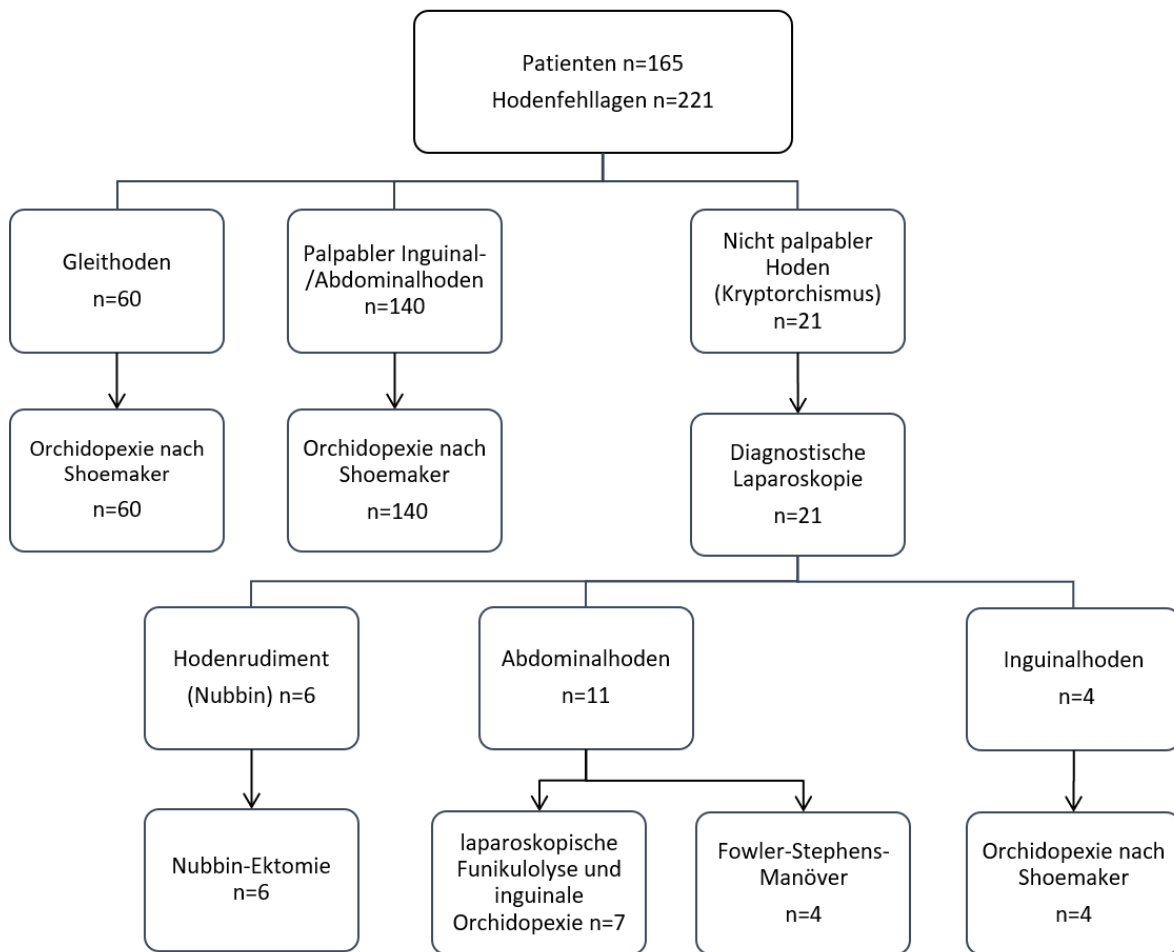 Patienten n=165
Hodenfehllagen n=221
Gleithoden
n=60
Palpabler Inguinal-
/Abdominalhoden
n=140
Nicht palpabler
Hoden
(Kryptorchismus)
n=21
Orchidopexie nach
Shoemaker
n=60
Orchidopexie nach
Shoemaker
n=140
Diagnostische
Laparoskopie
n=21
Hodenrudiment
(Nubbin) n=6
Abdominalhoden
n=11
Inguinalhoden
n=4
Nubbin-Ektomie
n=6
laparoskopische
Funikulolyse und
inguinale
Orchidopexie n=7
Fowler-Stephens-
Manöver
n=4
Orchidopexie nach
Shoemaker
n=4